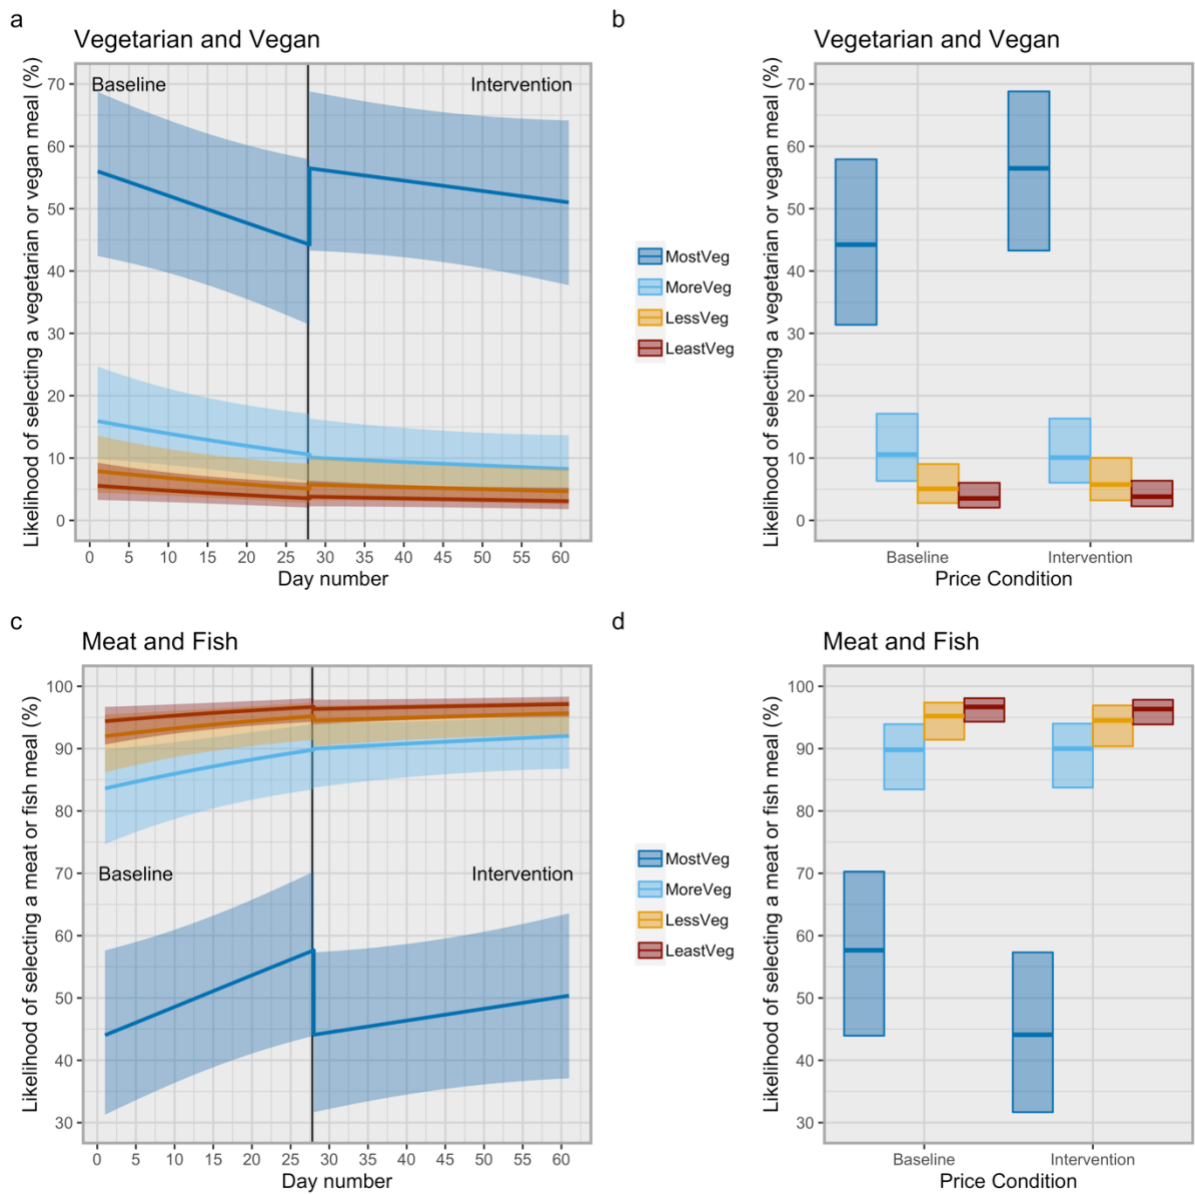 a
Vegetarian and Vegan
Likelihood of selecting a vegetarian or vegan meal (%)
70
60
50
40
30
20
10
0
Baseline
Intervention
0 5 10 15 20 25 30 35 40 45 50 55 60
Day number
MostVeg
MoreVeg
LessVeg
LeastVeg
b
Vegetarian and Vegan
Likelihood of selecting a vegetarian or vegan meal (%)
70
60
50
40
30
20
10
0
Baseline Intervention
Price Condition
c
Meat and Fish
Likelihood of selecting a meat or fish meal (%)
100
90
80
70
60
50
40
30
Baseline
Intervention
0 5 10 15 20 25 30 35 40 45 50 55 60
Day number
MostVeg
MoreVeg
LessVeg
LeastVeg
d
Meat and Fish
Likelihood of selecting a meat or fish meal (%)
100
90
80
70
60
50
40
30
Baseline Intervention
Price Condition